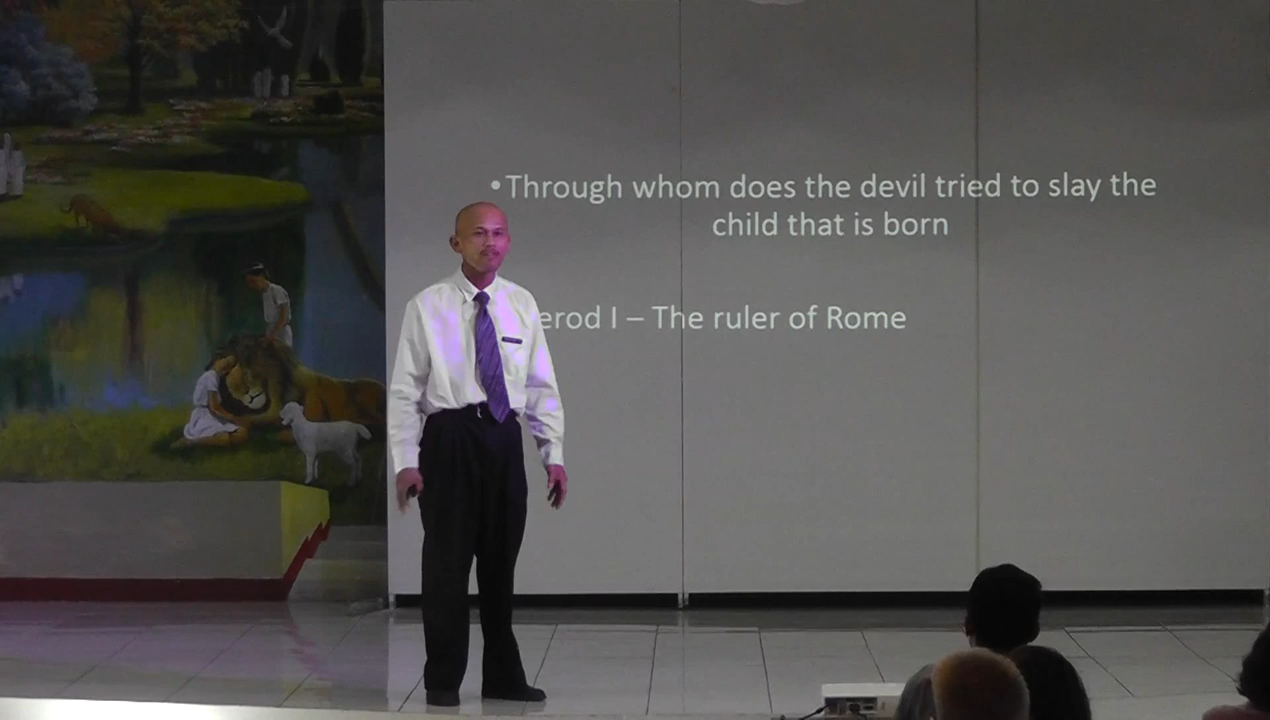 •Through whom does the devil tried to slay the
child that is born
erod I – The ruler of Rome